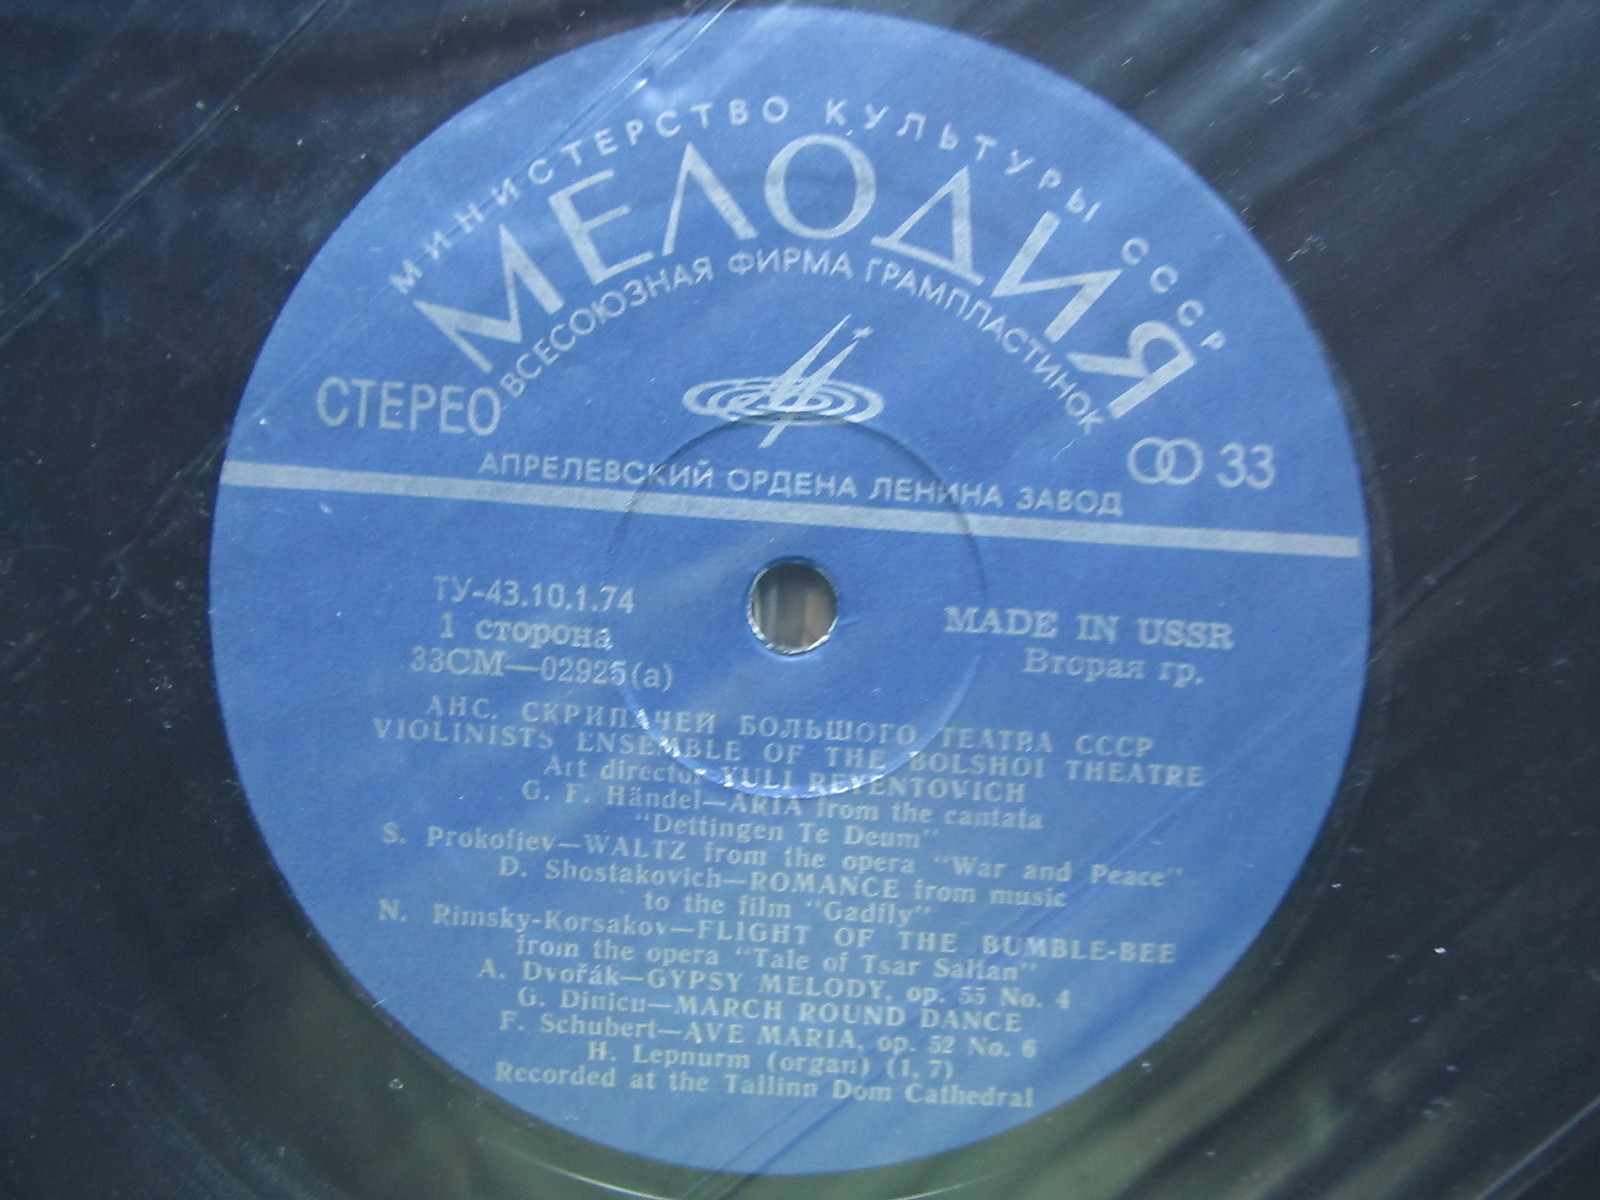 МИНИСТЕРСТВО КУЛЬТУРЫ СССР
МЕЛОДИЯ
ВСЕСОЮЗНАЯ ФИРМА ГРАМПЛАСТИНОК
СТЕРЕО
33
АПРЕЛЕВСКИЙ ОРДЕНА ЛЕНИНА ЗАВОД
ТУ-43.10.1.74
1 сторона
33СМ—02925(а)
MADE IN USSR
Вторая гр.
АНС. СКРИПАЧЕЙ БОЛЬШОГО ТЕАТРА СССР
VIOLINISTS ENSEMBLE OF THE BOLSHOI THEATRE
Art director YULI REYENTOVICH
G. F. Händel—ARIA from the cantata
"Dettingen Te Deum"
S. Prokofiev—WALTZ from the opera "War and Peace"
D. Shostakovich—ROMANCE from music
to the film "Gadfly"
N. Rimsky-Korsakov—FLIGHT OF THE BUMBLE-BEE
from the opera "Tale of Tsar Saltan"
A. Dvořák—GYPSY MELODY, op. 55 No. 4
G. Dinicu—MARCH ROUND DANCE
F. Schubert—AVE MARIA, op. 52 No. 6
H. Lepnurm (organ) (1, 7)
Recorded at the Tallinn Dom Cathedral